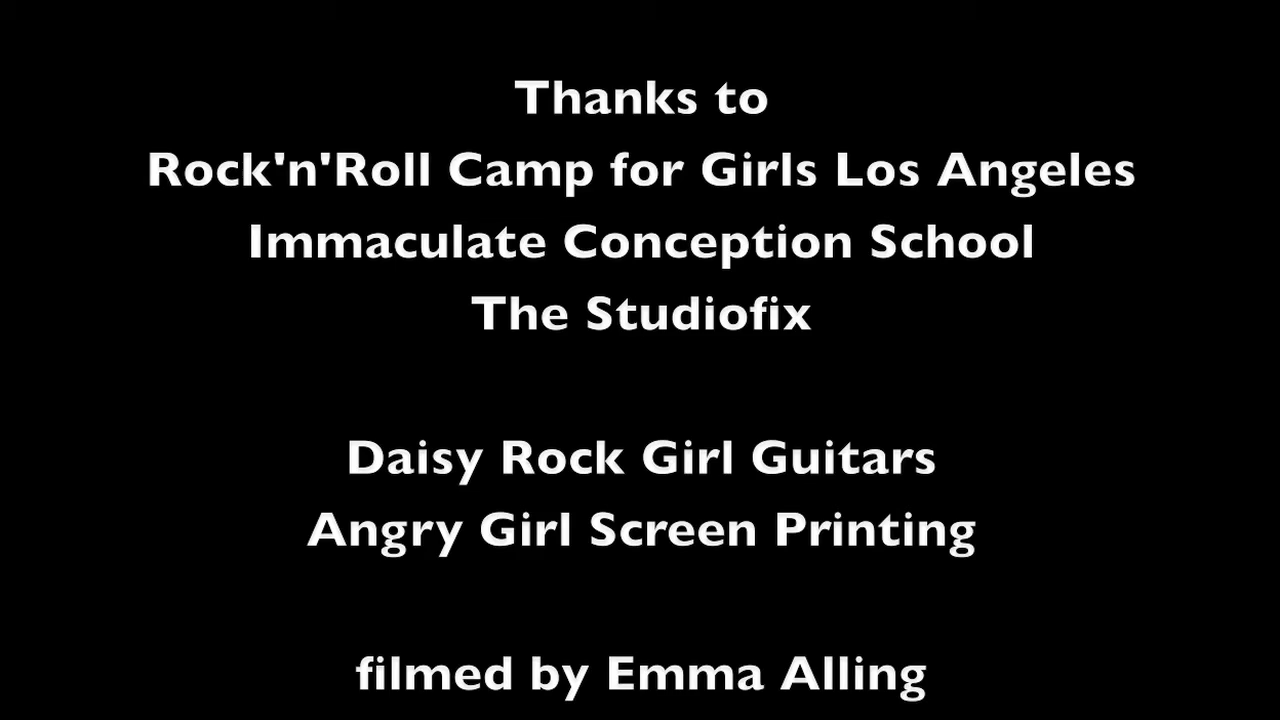 Thanks to
Rock'n'Roll Camp for Girls Los Angeles
Immaculate Conception School
The Studiofix
Daisy Rock Girl Guitars
Angry Girl Screen Printing
filmed by Emma Alling